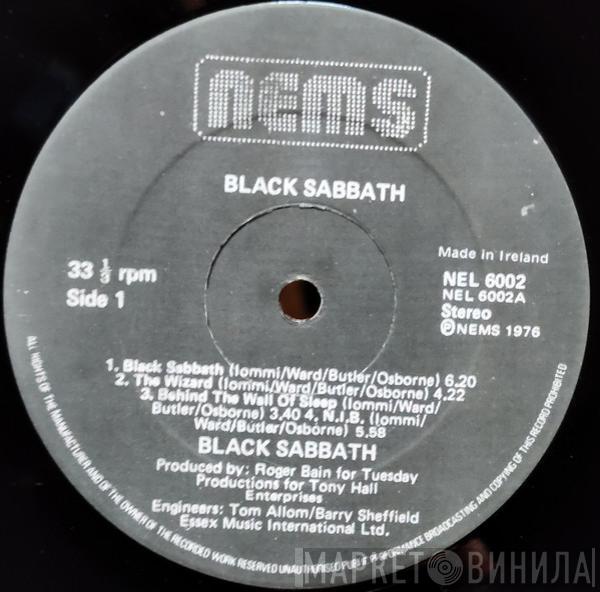 nems
BLACK SABBATH
Made in Ireland
33 1/3 rpm
Side 1
NEL 6002
NEL 6002A
Stereo
Ⓟ NEMS 1976
1. Black Sabbath (Iommi/Ward/Butler/Osborne) 6.20
2. The Wizard (Iommi/Ward/Butler/Osborne) 4.22
3. Behind The Wall Of Sleep (Iommi/Ward/
Butler/Osborne) 3.40 4. N.I.B. (Iommi/
Ward/Butler/Osborne) 5.58
BLACK SABBATH
Produced by: Roger Bain for Tuesday
Productions for Tony Hall
Enterprises
Engineers: Tom Allom/Barry Sheffield
Essex Music International Ltd.
ALL RIGHTS OF THE MANUFACTURER AND OF THE OWNER OF THE RECORDED WORK RESERVED UNAUTHORISED PUBLIC PERFORMANCE BROADCASTING AND COPYING OF THIS RECORD PROHIBITED
МАРКЕТ ВИНИЛА